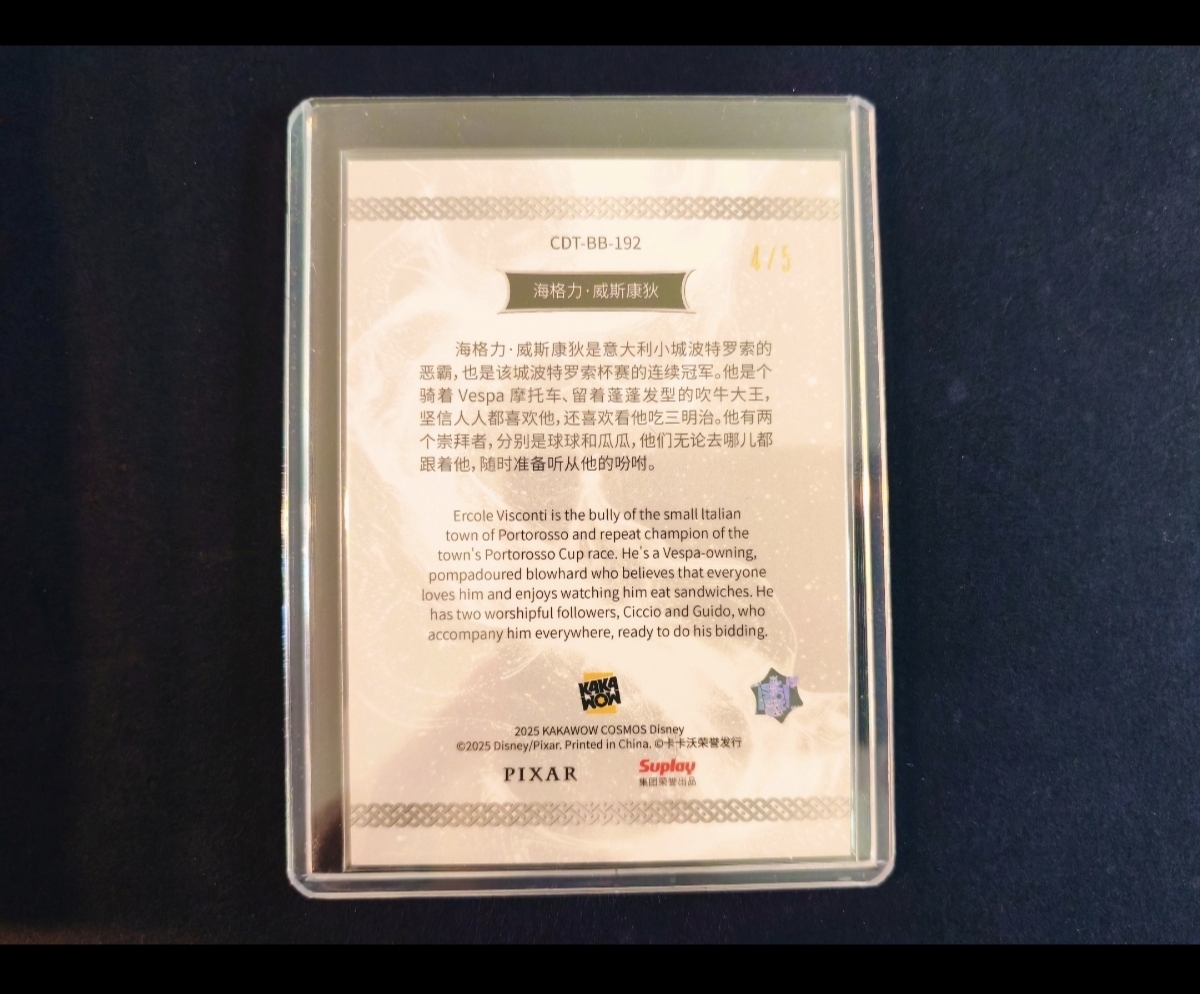 CDT-BB-192
4/5
海格力·威斯康狄
海格力·威斯康狄是意大利小城波特罗索的
恶霸，也是该城波特罗索杯赛的连续冠军。他是个
骑着 Vespa 摩托车、留着蓬蓬发型的吹牛大王，
坚信人人都喜欢他，还喜欢看他吃三明治。他有两
个崇拜者，分别是球球和瓜瓜，他们无论去哪儿都
跟着他，随时准备听从他的吩咐。
Ercole Visconti is the bully of the small Italian
town of Portorosso and repeat champion of the
town's Portorosso Cup race. He's a Vespa-owning,
pompadoured blowhard who believes that everyone
loves him and enjoys watching him eat sandwiches. He
has two worshipful followers, Ciccio and Guido, who
accompany him everywhere, ready to do his bidding.
KAKA
WOW
2025 KAKAWOW COSMOS Disney
©2025 Disney/Pixar. Printed in China. ©卡卡沃荣誉发行
PIXAR
Suplay
集团荣誉出品